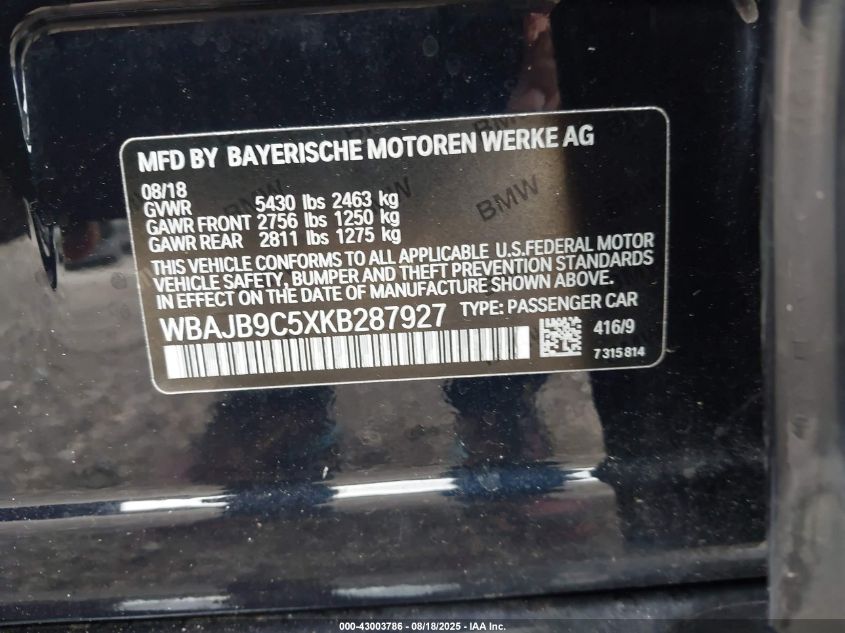 MFD BY BAYERISCHE MOTOREN WERKE AG
08/18
GVWR 5430 lbs 2463 kg
GAWR FRONT 2756 lbs 1250 kg
GAWR REAR 2811 lbs 1275 kg
THIS VEHICLE CONFORMS TO ALL APPLICABLE U.S.FEDERAL MOTOR
VEHICLE SAFETY, BUMPER AND THEFT PREVENTION STANDARDS
IN EFFECT ON THE DATE OF MANUFACTURE SHOWN ABOVE.
WBAJB9C5XKB287927 TYPE: PASSENGER CAR
416/9
7315814
BMW
000-43003786 - 08/18/2025 - IAA Inc.